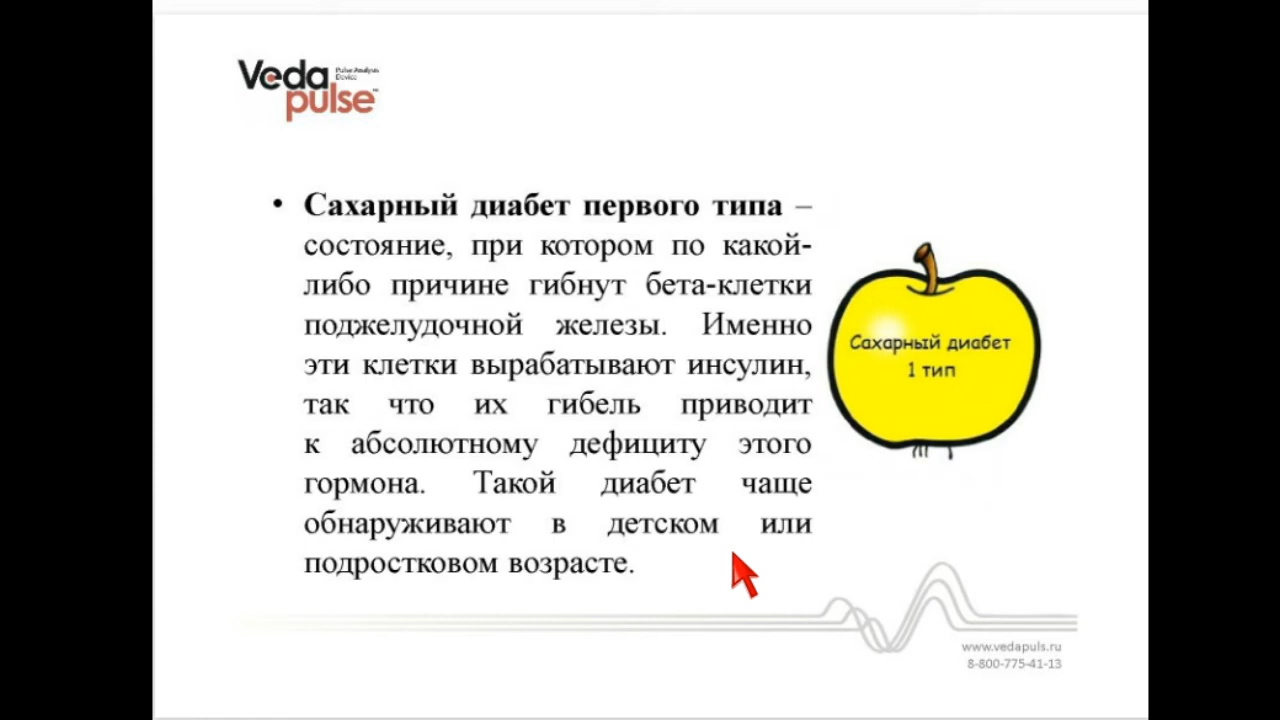 Veda
Pulse Analysis
Device
pulse
• Сахарный диабет первого типа –
состояние, при котором по какой-
либо причине гибнут бета-клетки
поджелудочной железы. Именно
эти клетки вырабатывают инсулин,
так что их гибель приводит
к абсолютному дефициту этого
гормона. Такой диабет чаще
обнаруживают в детском или
подростковом возрасте.
Сахарный диабет
1 тип
www.vedapuls.ru
8-800-775-41-13